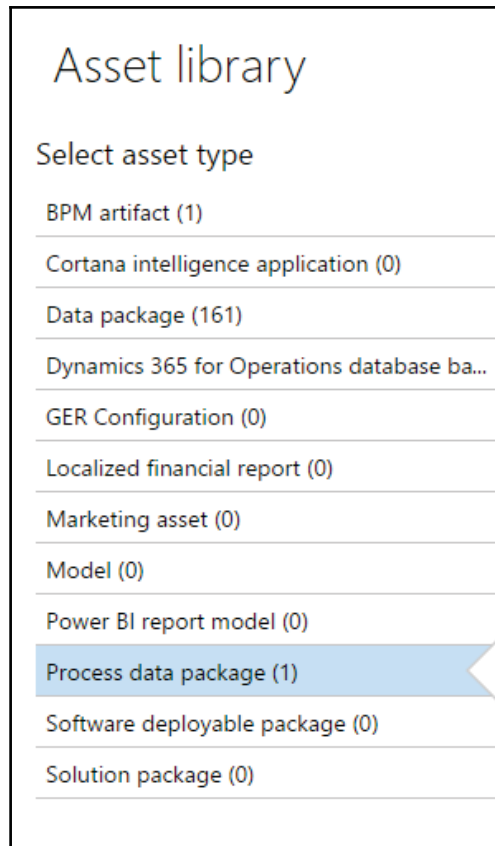 Asset library
Select asset type
BPM artifact (1)
Cortana intelligence application (0)
Data package (161)
Dynamics 365 for Operations database ba...
GER Configuration (0)
Localized financial report (0)
Marketing asset (0)
Model (0)
Power BI report model (0)
Process data package (1)
Software deployable package (0)
Solution package (0)